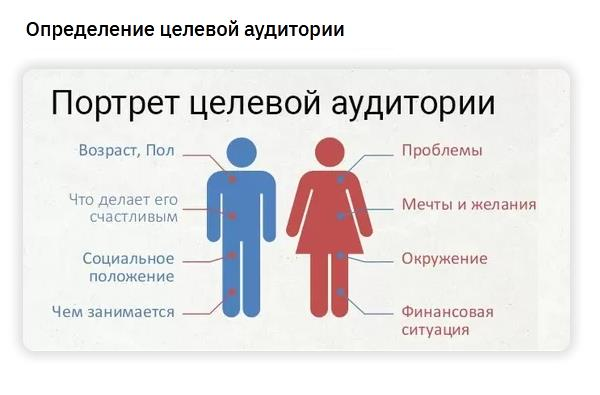 Определение целевой аудитории
Портрет целевой аудитории
Возраст, Пол
Что делает его
счастливым
Социальное
положение
Чем занимается
Проблемы
Мечты и желания
Окружение
Финансовая
ситуация